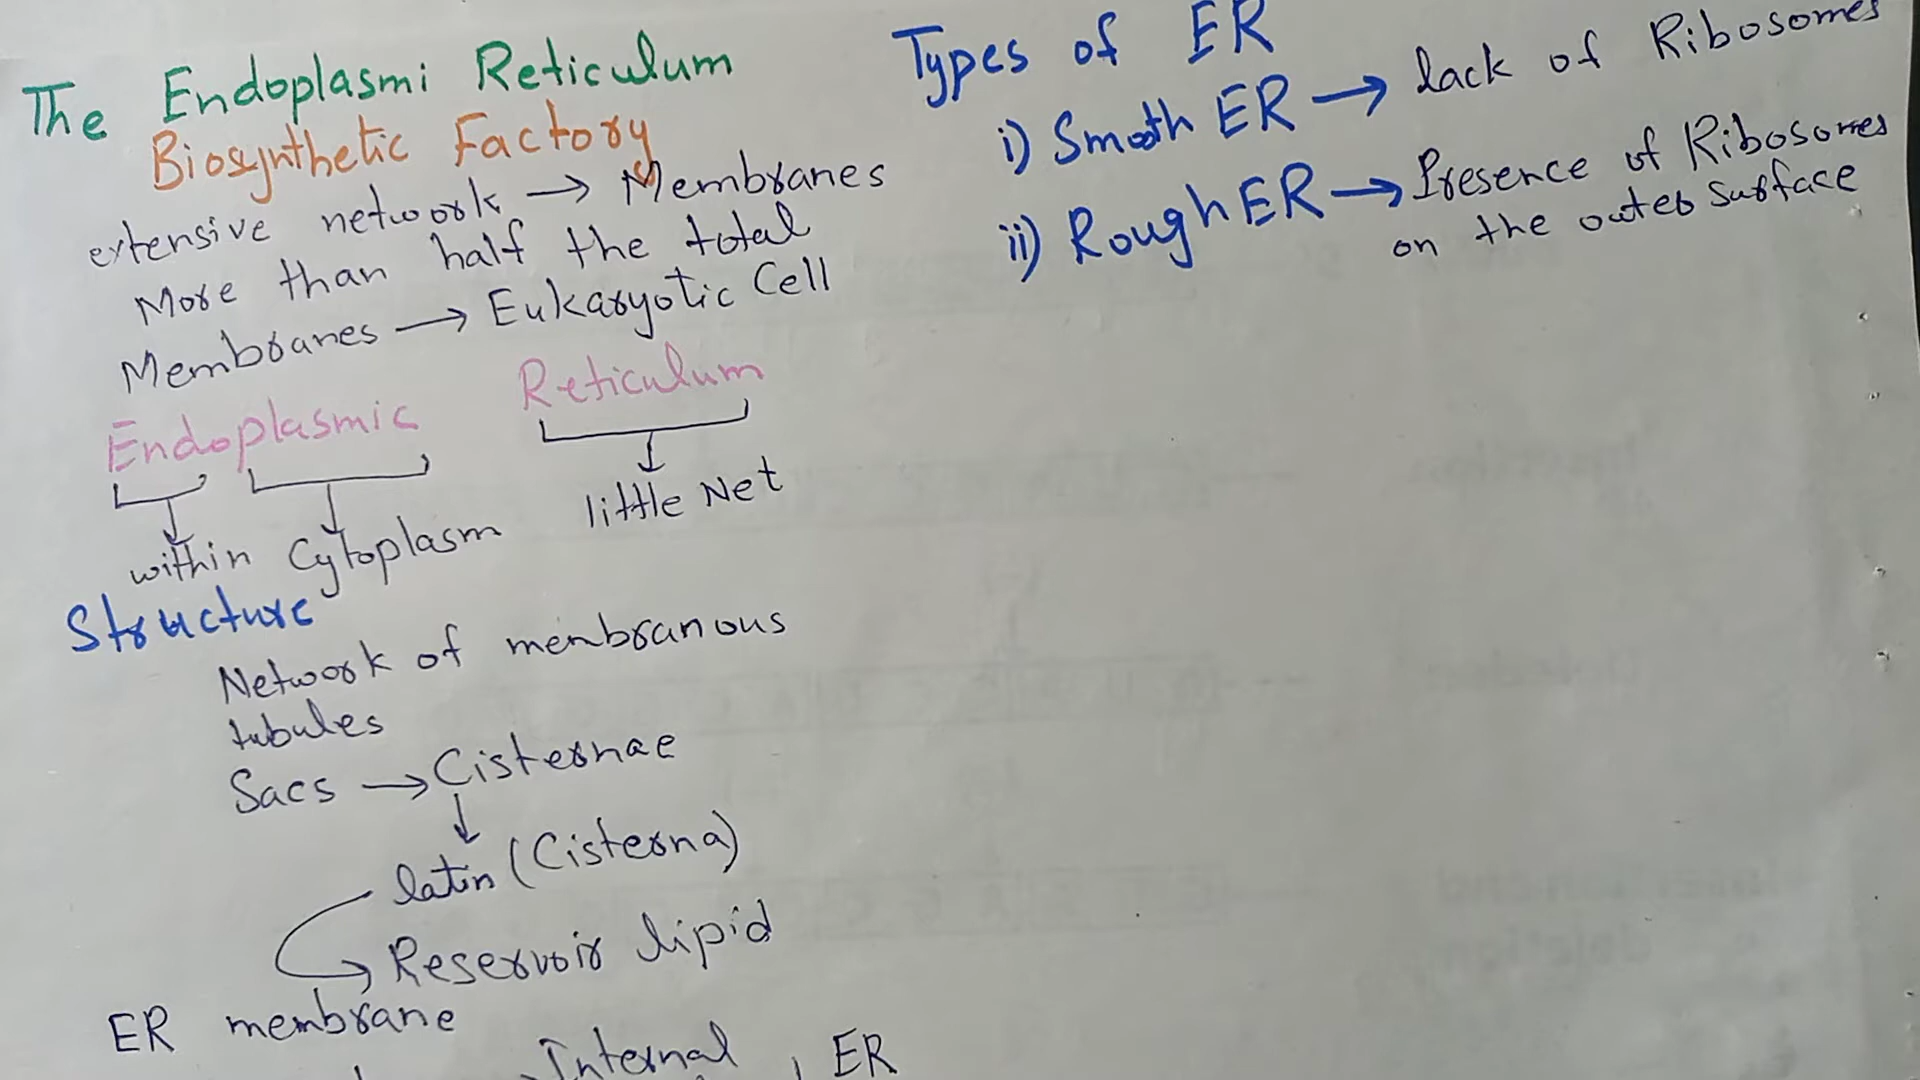 The Endoplasmi Reticulum
Biosynthetic Factory
extensive network → Membranes
More than half the total
Membranes → Eukaryotic Cell
Endoplasmic Reticulum
within Cytoplasm little Net
Structure
Network of membranous
tubules
Sacs → Cisternae
latin (Cisterna)
Reservoir lipid
ER membrane
Internal ER
Types of ER
i) Smooth ER → lack of Ribosomes
ii) Rough ER → Presence of Ribosomes
on the outer surface